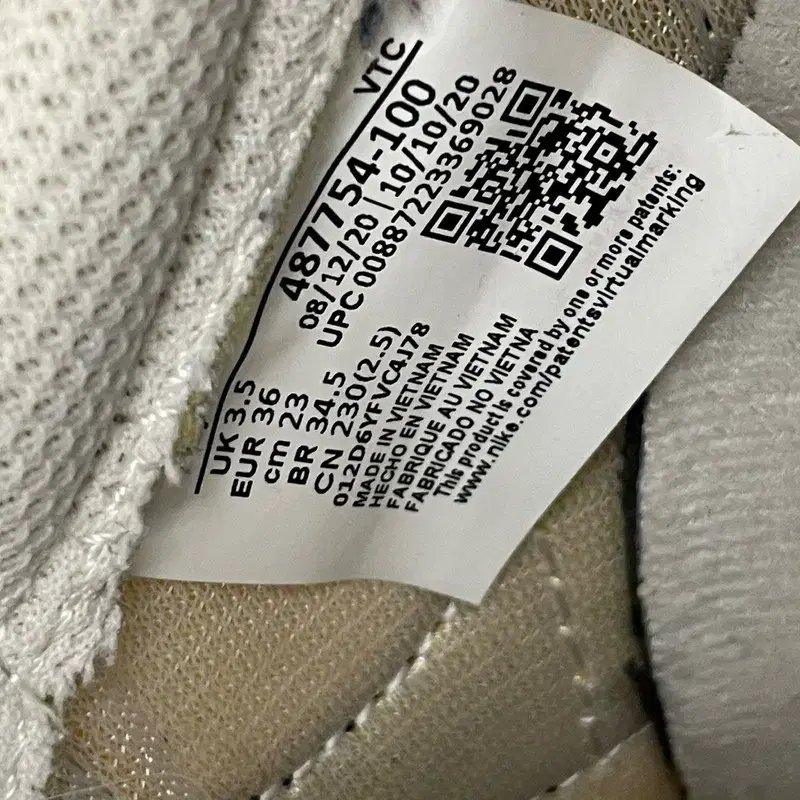 VTC
487754-100
08/12/20 | 10/10/20
UPC 00887223369028
UK 3.5
EUR 36
cm 23
BR 34.5
CN 230(2.5)
012D6YFVC4J78
MADE IN VIETNAM
HECHO EN VIETNAM
FABRIQUE AU VIETNAM
FABRICADO NO VIETNA
This product is covered by one or more patents:
www.nike.com/patentsvirtualmarking